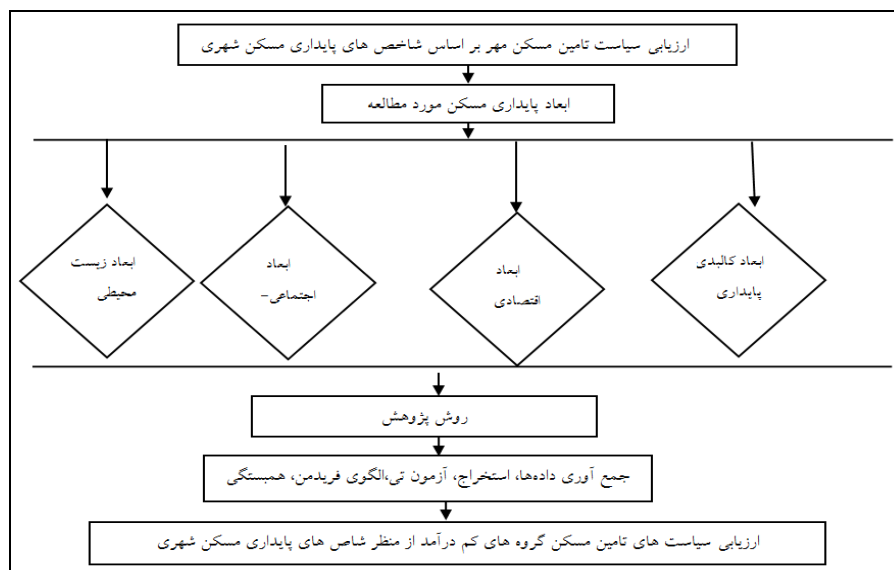 ارزیابی سیاست تامین مسکن مهر بر اساس شاخص های پایداری مسکن شهری
ابعاد پایداری مسکن مورد مطالعه
ابعاد کالبدی
پایداری
ابعاد
اقتصادی
ابعاد
اجتماعی-
ابعاد زیست
محیطی
روش پژوهش
جمع آوری داده‌ها، استخراج، آزمون تی،الگوی فریدمن، همبستگی
ارزیابی سیاست های تامین مسکن گروه های کم درآمد از منظر شاص های پایداری مسکن شهری